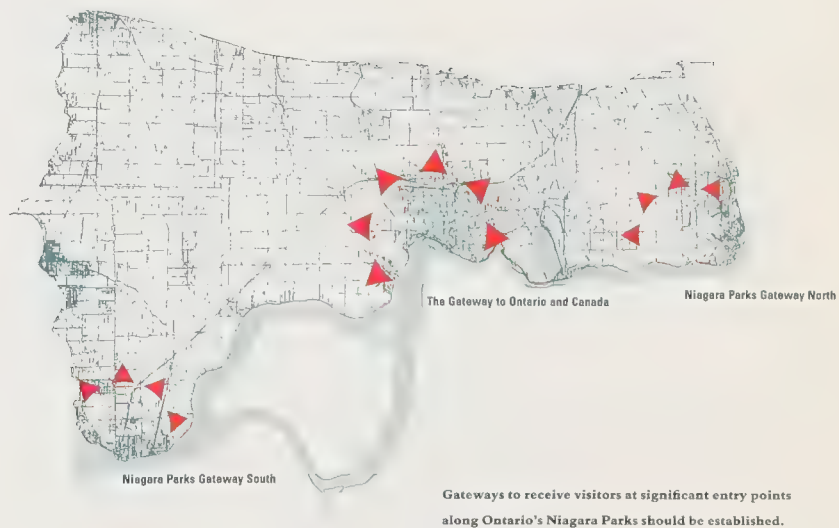 The Gateway to Ontario and Canada
Niagara Parks Gateway North
Niagara Parks Gateway South
Gateways to receive visitors at significant entry points
along Ontario's Niagara Parks should be established.